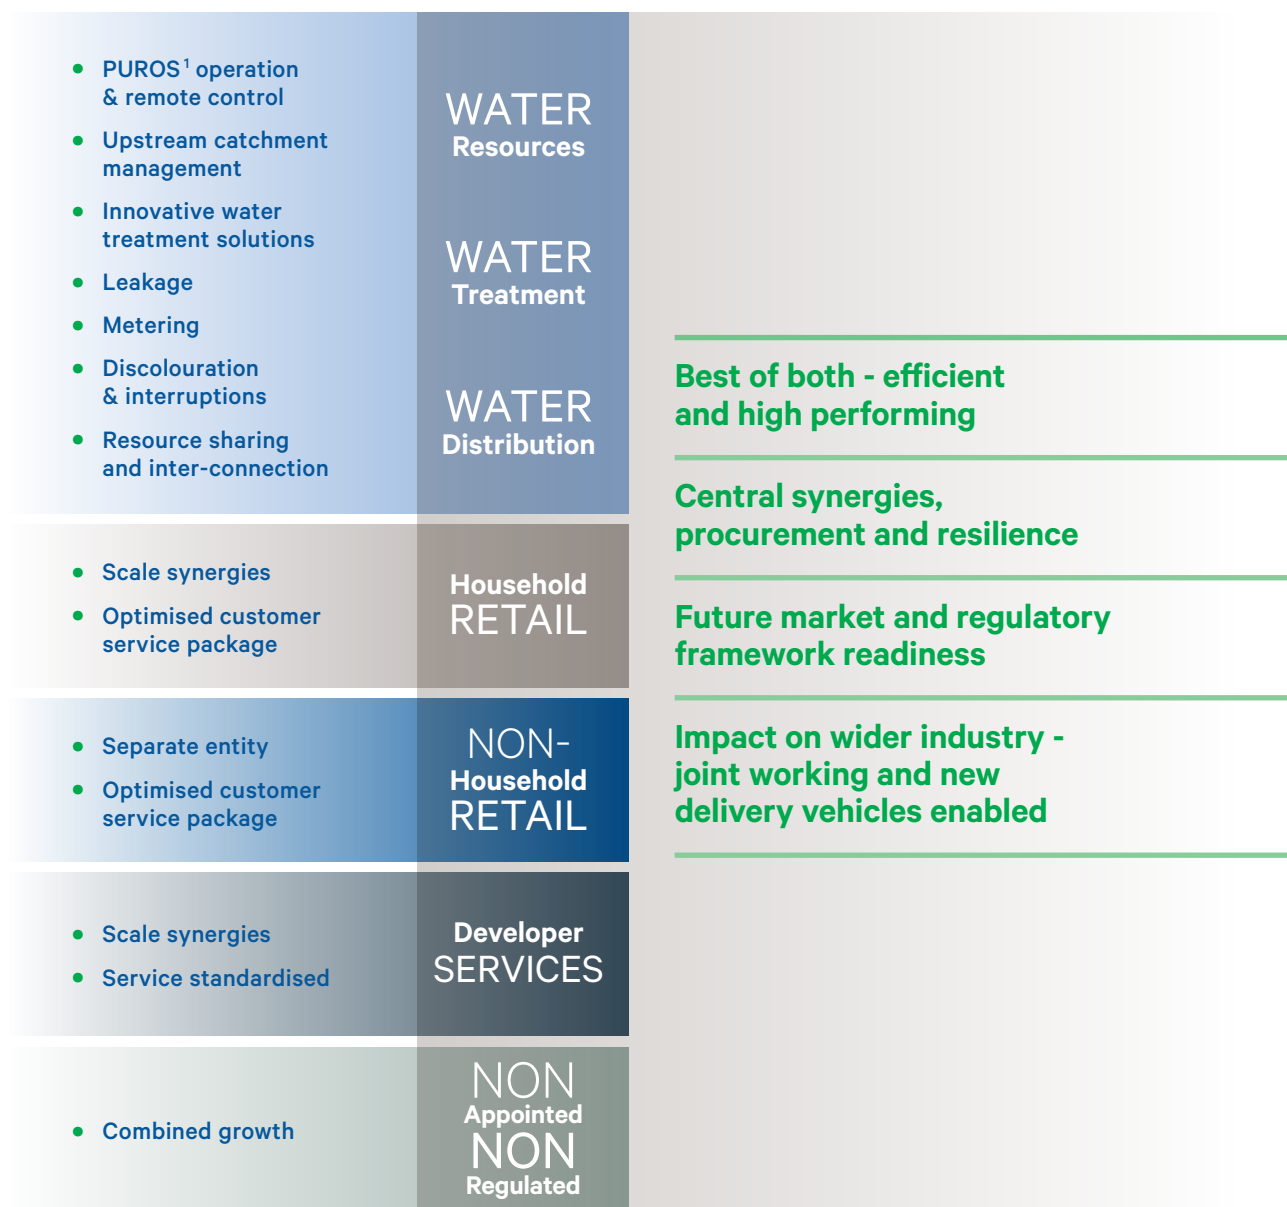 PUROS¹ operation
& remote control
Upstream catchment
management
Innovative water
treatment solutions
Leakage
Metering
Discolouration
& interruptions
Resource sharing
and inter-connection
WATER
Resources
WATER
Treatment
WATER
Distribution
Scale synergies
Optimised customer
service package
Household
RETAIL
Separate entity
Optimised customer
service package
NON-
Household
RETAIL
Scale synergies
Service standardised
Developer
SERVICES
Combined growth
NON
Appointed
NON
Regulated
Best of both - efficient
and high performing
Central synergies,
procurement and resilience
Future market and regulatory
framework readiness
Impact on wider industry -
joint working and new
delivery vehicles enabled